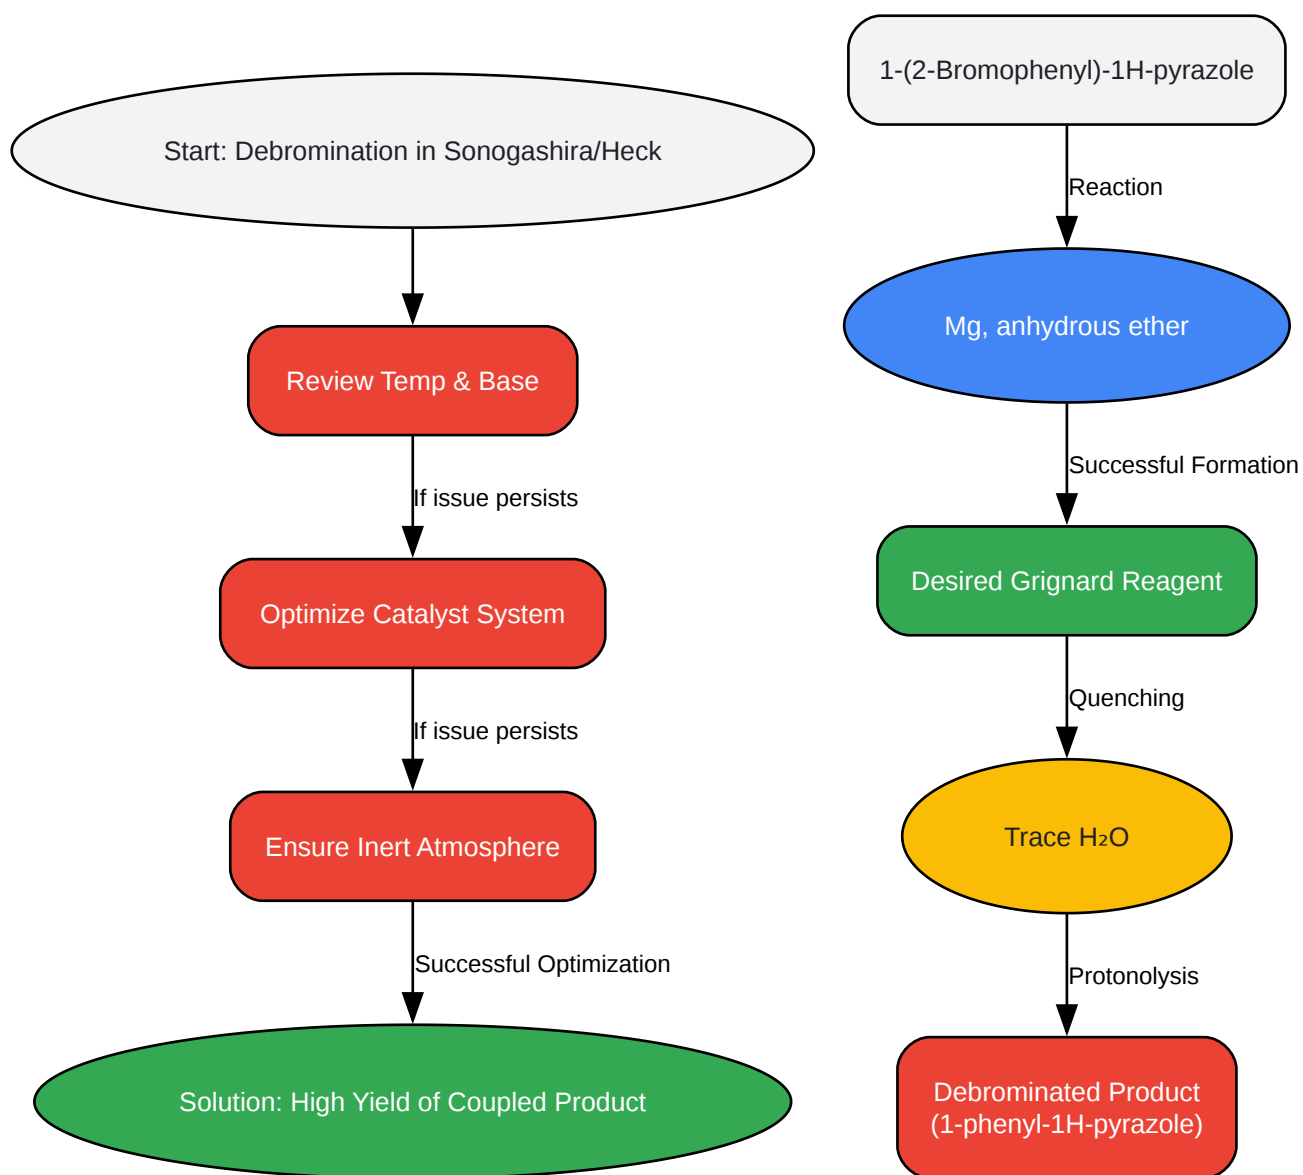 Start: Debromination in Sonogashira/Heck
Review Temp & Base
If issue persists
Optimize Catalyst System
If issue persists
Ensure Inert Atmosphere
Successful Optimization
Solution: High Yield of Coupled Product
1-(2-Bromophenyl)-1H-pyrazole
Reaction
Mg, anhydrous ether
Successful Formation
Desired Grignard Reagent
Quenching
Trace H₂O
Protonolysis
Debrominated Product
(1-phenyl-1H-pyrazole)